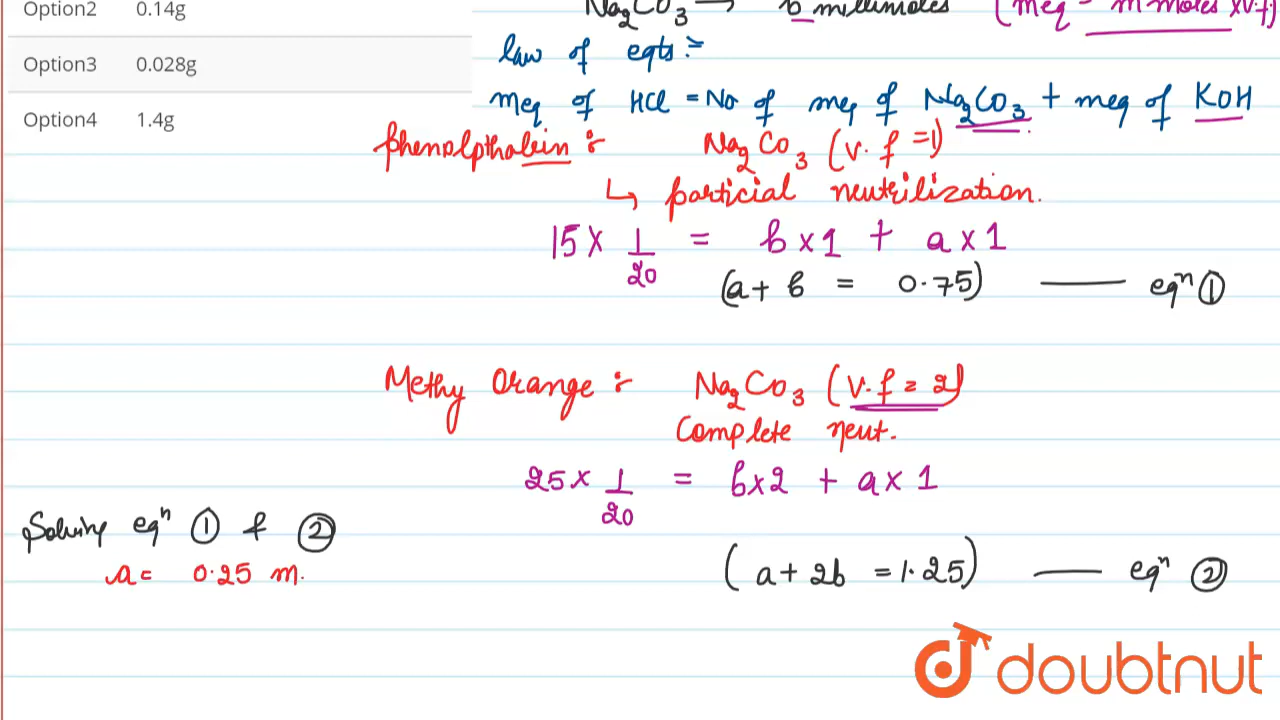 Option2 0.14g
Na2CO3 → b millimoles (meq = m moles × v.f)
Option3 0.028g
law of eqts :-
meq of HCl = No of meq of Na2CO3 + meq of KOH
Option4 1.4g
phenolpthalein :- Na2CO3 (v.f = 1)
↳ particial neutrilization.
15 × 1/20 = b × 1 + a × 1
(a + b = 0.75) —— eqn ①
Methy Orange :- Na2CO3 (v.f = 2)
Complete neut.
25 × 1/20 = b × 2 + a × 1
Solving eqn ① & ②
a = 0.25 m.
(a + 2b = 1.25) —— eqn ②
doubtnut